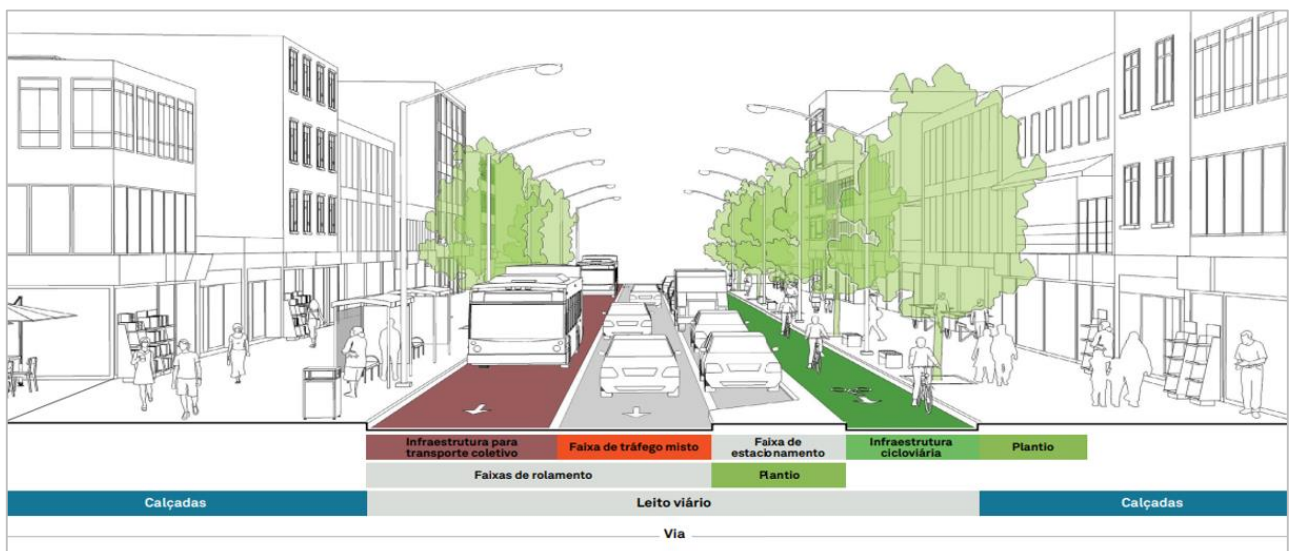 Infraestrutura para
transporte coletivo
Faixa de tráfego misto
Faixa de
estacionamento
Infraestrutura
cicloviária
Plantio
Faixas de rolamento
Plantio
Calçadas
Leito viário
Calçadas
Via